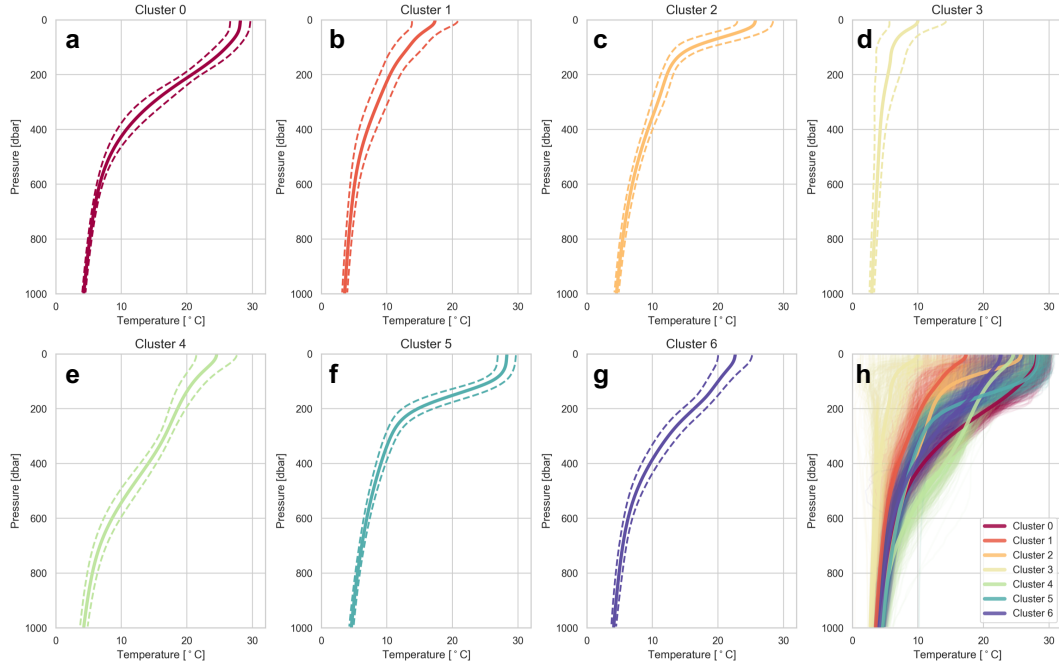 Cluster 0
a
0
200
400
600
800
1000
Pressure [dbar]
0
10
20
30
Temperature [°C]
Cluster 1
b
0
200
400
600
800
1000
Pressure [dbar]
0
10
20
30
Temperature [°C]
Cluster 2
c
0
200
400
600
800
1000
Pressure [dbar]
0
10
20
30
Temperature [°C]
Cluster 3
d
0
200
400
600
800
1000
Pressure [dbar]
0
10
20
30
Temperature [°C]
Cluster 4
e
0
200
400
600
800
1000
Pressure [dbar]
0
10
20
30
Temperature [°C]
Cluster 5
f
0
200
400
600
800
1000
Pressure [dbar]
0
10
20
30
Temperature [°C]
Cluster 6
g
0
200
400
600
800
1000
Pressure [dbar]
0
10
20
30
Temperature [°C]
h
0
200
400
600
800
1000
Pressure [dbar]
0
10
20
30
Temperature [°C]
Cluster 0
Cluster 1
Cluster 2
Cluster 3
Cluster 4
Cluster 5
Cluster 6